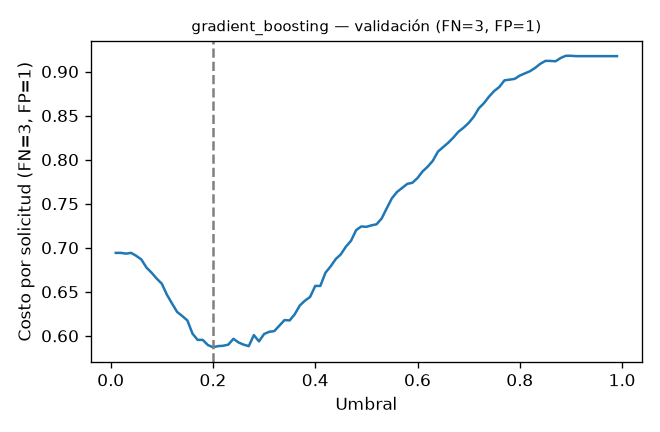 gradient_boosting — validación (FN=3, FP=1)
Costo por solicitud (FN=3, FP=1)
0.90
0.85
0.80
0.75
0.70
0.65
0.60
0.0 0.2 0.4 0.6 0.8 1.0
Umbral